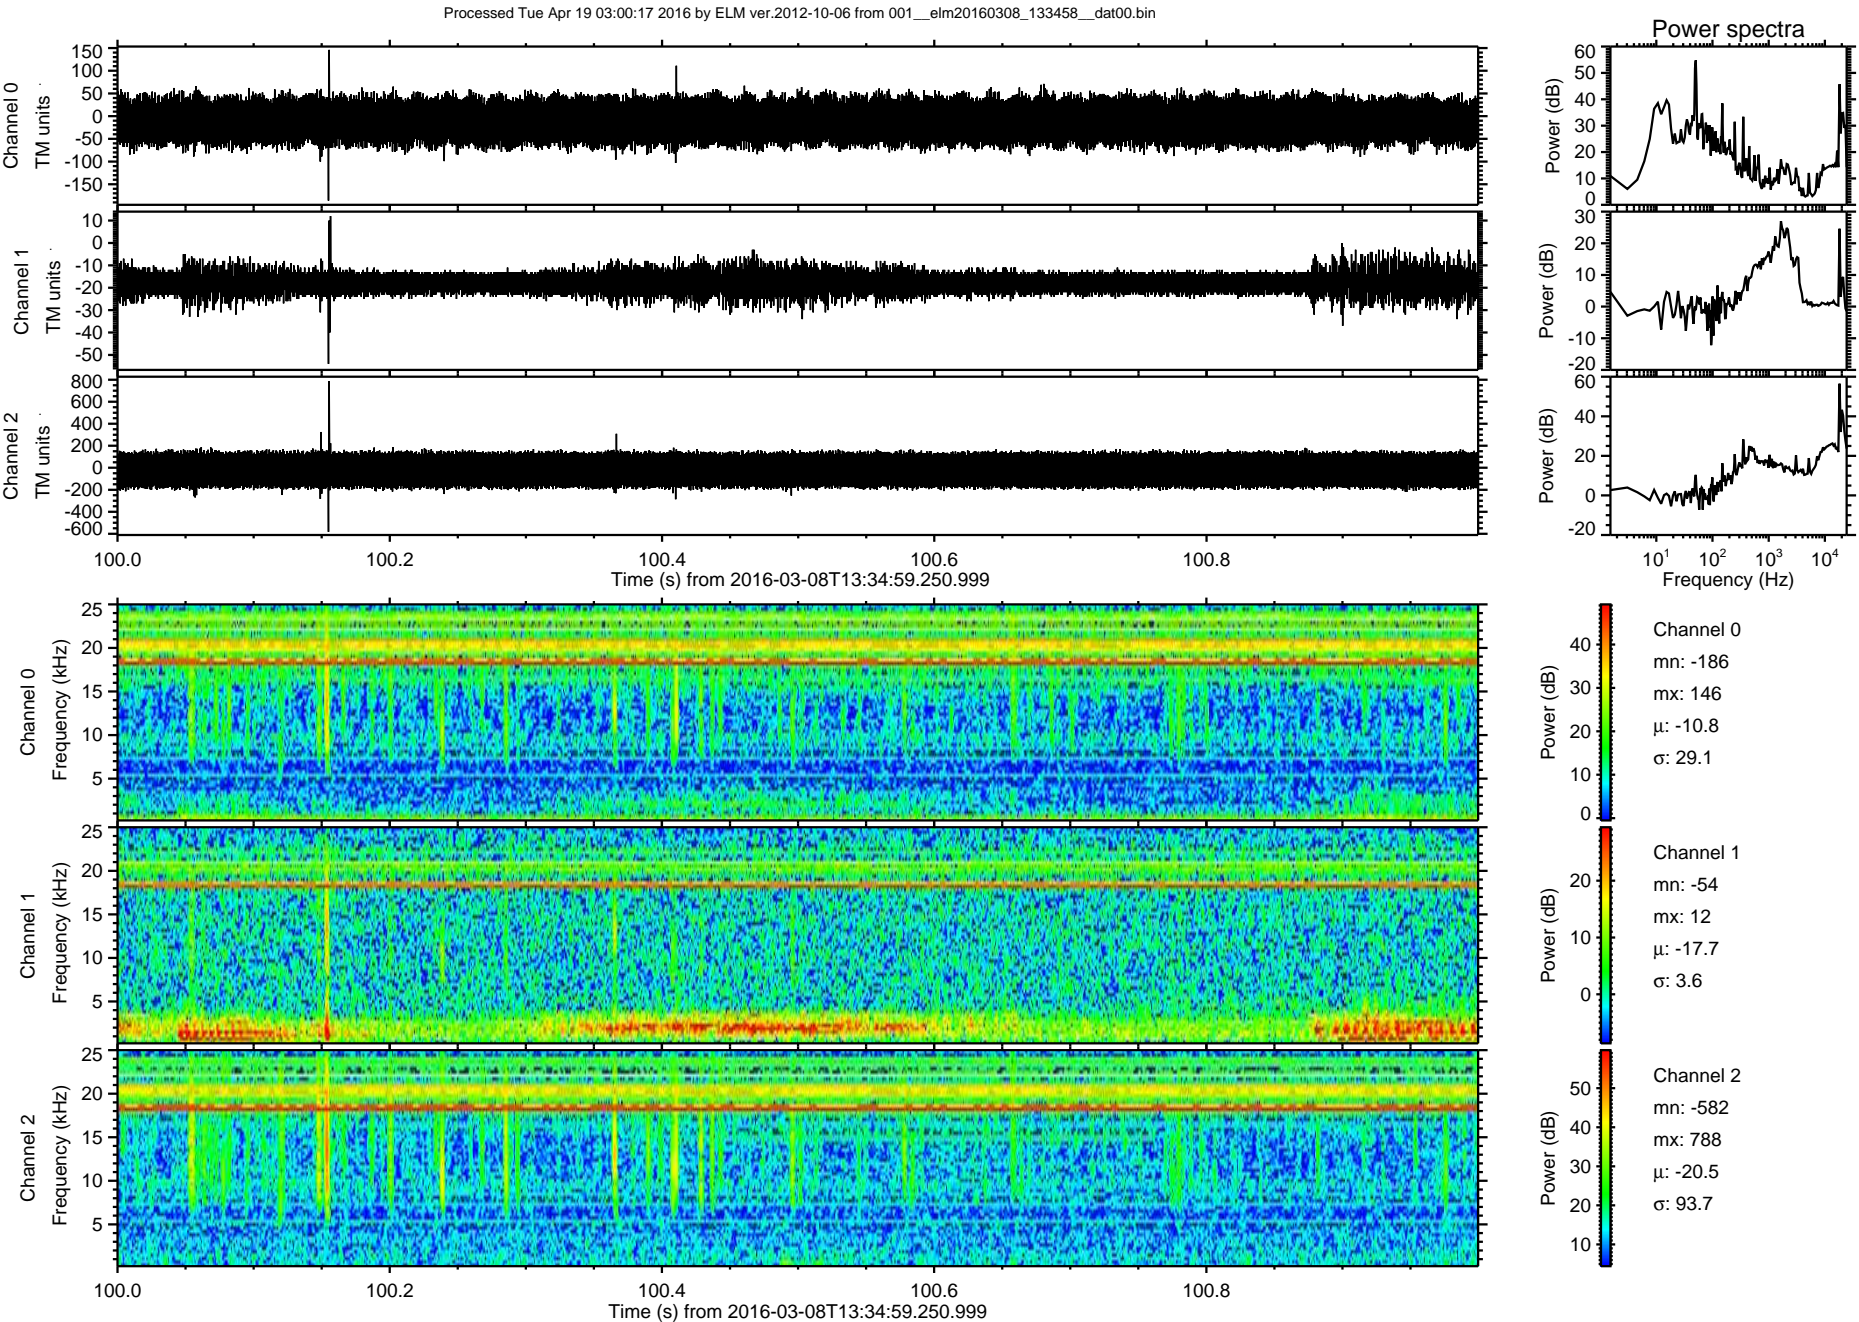 Processed Tue Apr 19 03:00:17 2016 by ELM ver.2012-10-06 from 001__elm20160308_133458__dat00.bin
Power spectra
Channel 0
TM units
150
100
50
0
-50
-100
-150
Power (dB)
60
50
40
30
20
10
0
Channel 1
TM units
10
0
-10
-20
-30
-40
-50
Power (dB)
30
20
10
0
-10
-20
Channel 2
TM units
800
600
400
200
0
-200
-400
-600
Power (dB)
60
40
20
0
-20
100.0 100.2 100.4 100.6 100.8
Time (s) from 2016-03-08T13:34:59.250.999
10^1 10^2 10^3 10^4
Frequency (Hz)
Channel 0
Frequency (kHz)
25
20
15
10
5
Power (dB)
40
30
20
10
0
Channel 0
mn: -186
mx: 146
μ: -10.8
σ: 29.1
Channel 1
Frequency (kHz)
25
20
15
10
5
Power (dB)
20
10
0
Channel 1
mn: -54
mx: 12
μ: -17.7
σ: 3.6
Channel 2
Frequency (kHz)
25
20
15
10
5
Power (dB)
50
40
30
20
10
Channel 2
mn: -582
mx: 788
μ: -20.5
σ: 93.7
100.0 100.2 100.4 100.6 100.8
Time (s) from 2016-03-08T13:34:59.250.999